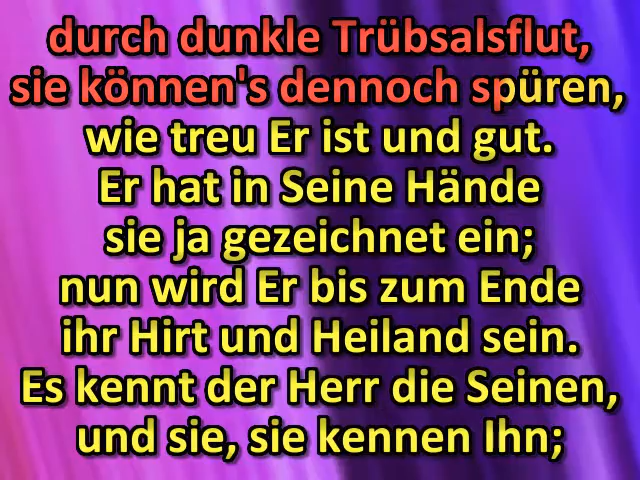 durch dunkle Trübsalsflut,
sie können's dennoch spüren,
wie treu Er ist und gut.
Er hat in Seine Hände
sie ja gezeichnet ein;
nun wird Er bis zum Ende
ihr Hirt und Heiland sein.
Es kennt der Herr die Seinen,
und sie, sie kennen Ihn;